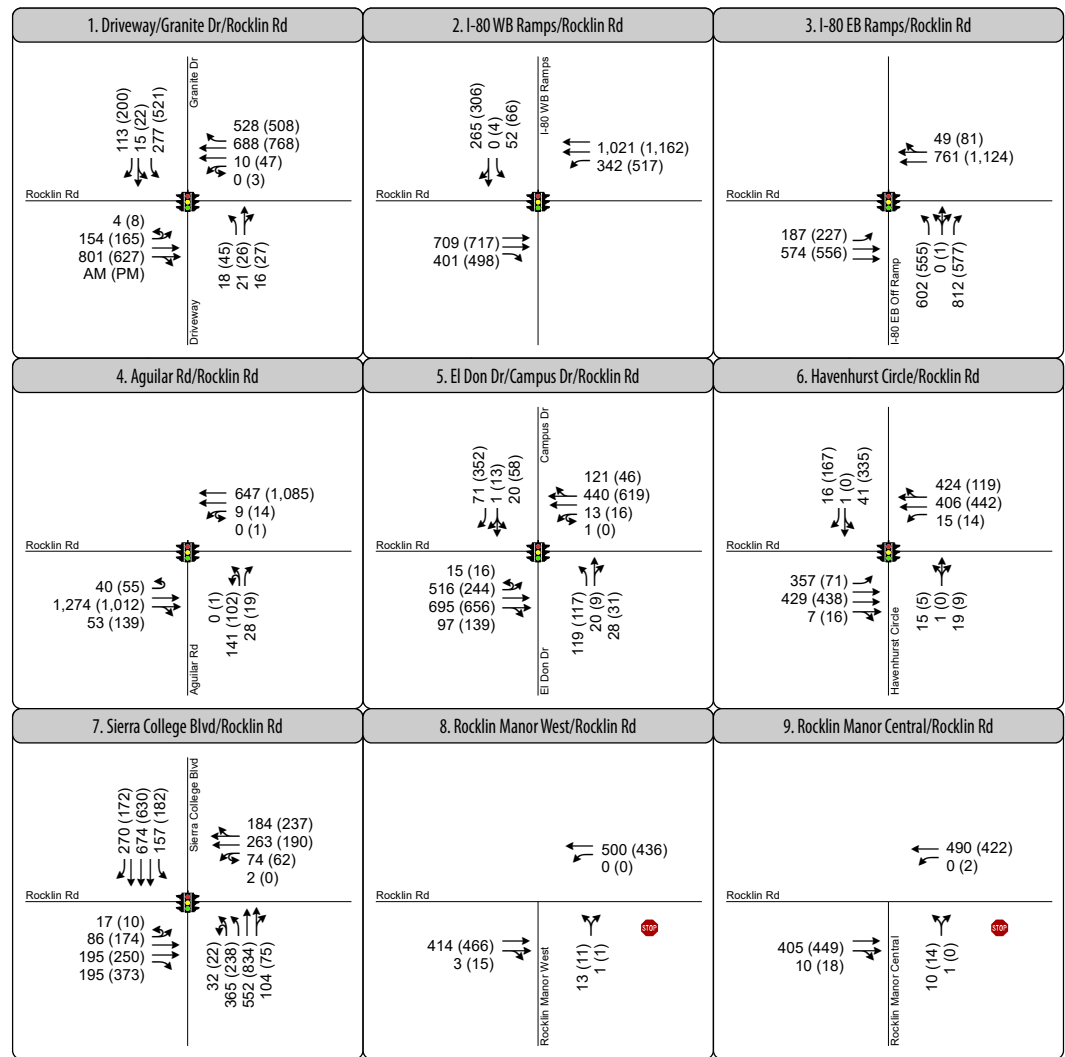 1. Driveway/Granite Dr/Rocklin Rd
113 (200)
15 (22)
277 (521)
Granite Dr
528 (508)
688 (768)
10 (47)
0 (3)
Rocklin Rd
4 (8)
154 (165)
801 (627)
AM (PM)
18 (45)
21 (26)
16 (27)
Driveway
2. I-80 WB Ramps/Rocklin Rd
265 (306)
0 (4)
52 (66)
I-80 WB Ramps
1,021 (1,162)
342 (517)
Rocklin Rd
709 (717)
401 (498)
3. I-80 EB Ramps/Rocklin Rd
49 (81)
761 (1,124)
Rocklin Rd
187 (227)
574 (556)
I-80 EB Off Ramp
602 (555)
0 (1)
812 (577)
4. Aguilar Rd/Rocklin Rd
647 (1,085)
9 (14)
0 (1)
Rocklin Rd
40 (55)
1,274 (1,012)
53 (139)
Aguilar Rd
0 (1)
141 (102)
28 (19)
5. El Don Dr/Campus Dr/Rocklin Rd
71 (352)
1 (13)
20 (58)
Campus Dr
121 (46)
440 (619)
13 (16)
1 (0)
Rocklin Rd
15 (16)
516 (244)
695 (656)
97 (139)
El Don Dr
119 (117)
20 (9)
28 (31)
6. Havenhurst Circle/Rocklin Rd
16 (167)
1 (0)
41 (335)
424 (119)
406 (442)
15 (14)
Rocklin Rd
357 (71)
429 (438)
7 (16)
Havenhurst Circle
15 (5)
1 (0)
19 (9)
7. Sierra College Blvd/Rocklin Rd
270 (172)
674 (630)
157 (182)
Sierra College Blvd
184 (237)
263 (190)
74 (62)
2 (0)
Rocklin Rd
17 (10)
86 (174)
195 (250)
195 (373)
32 (22)
365 (238)
552 (834)
104 (75)
8. Rocklin Manor West/Rocklin Rd
500 (436)
0 (0)
Rocklin Rd
STOP
414 (466)
3 (15)
Rocklin Manor West
13 (11)
1 (1)
9. Rocklin Manor Central/Rocklin Rd
490 (422)
0 (2)
Rocklin Rd
STOP
405 (449)
10 (18)
Rocklin Manor Central
10 (14)
1 (0)